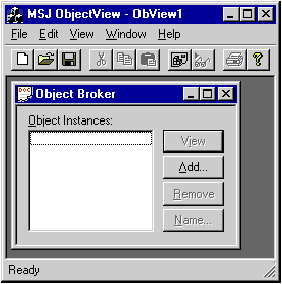 MSJ ObjectView - ObView1
File Edit View Window Help
Object Broker
Object Instances:
View
Add...
Remove
Name...
Ready